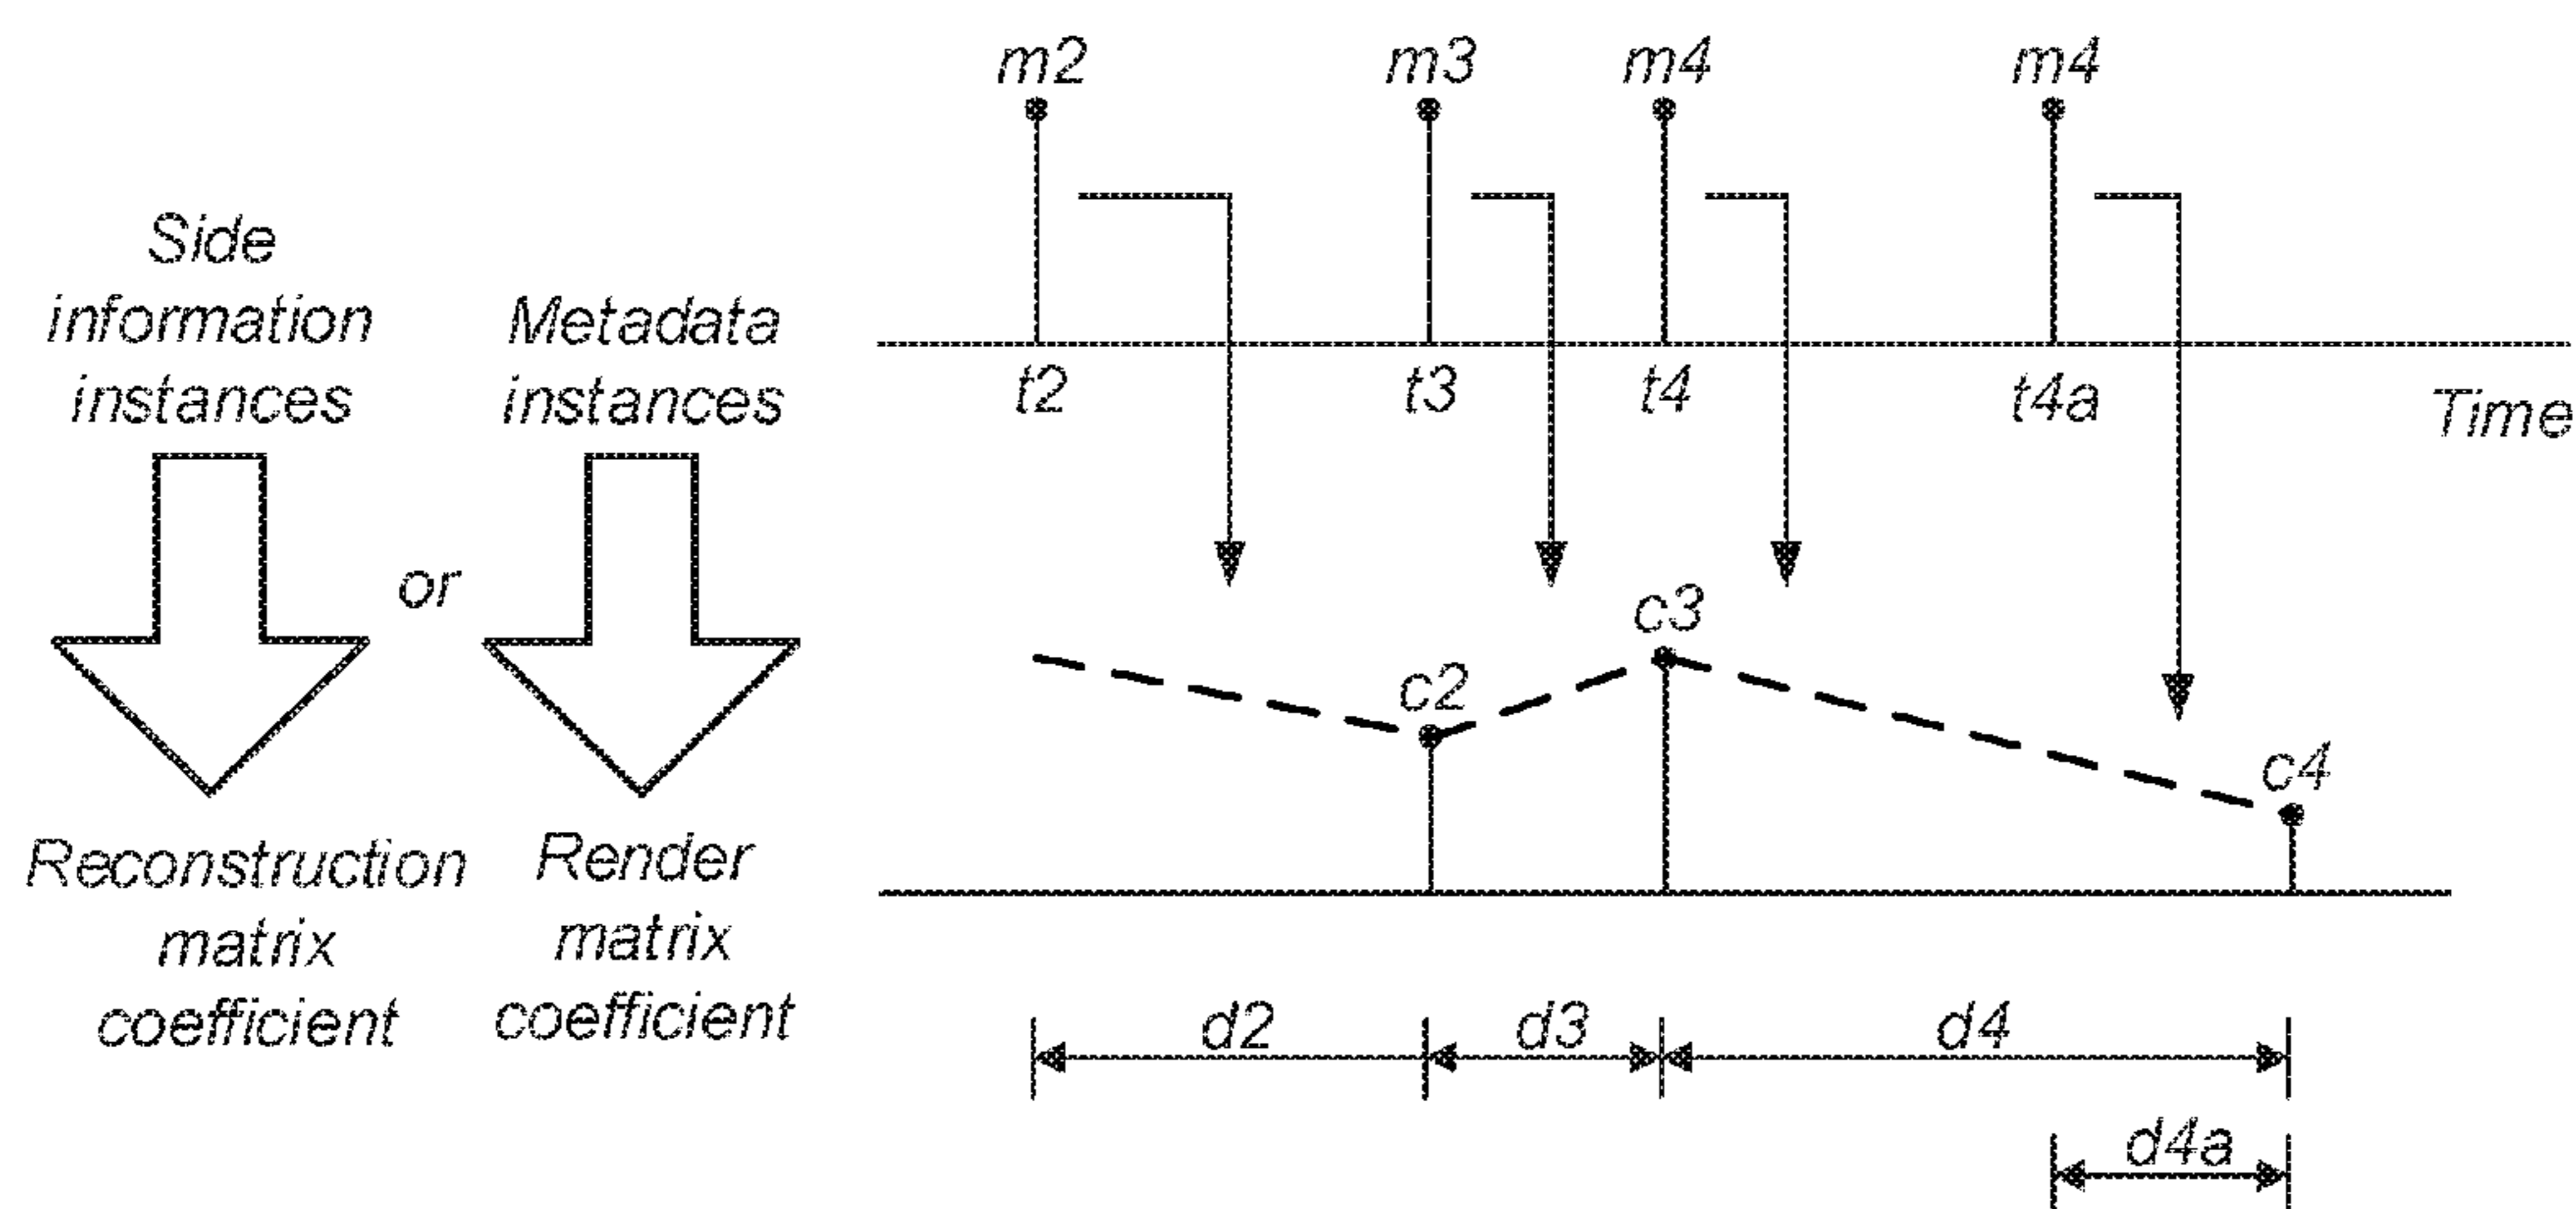 m2 m3 m4 m4
Side
information
instances
Metadata
instances
t2 t3 t4 t4a
Time
or
c3
c2
c4
Reconstruction
matrix
coefficient
Render
matrix
coefficient
d2 d3 d4
d4a